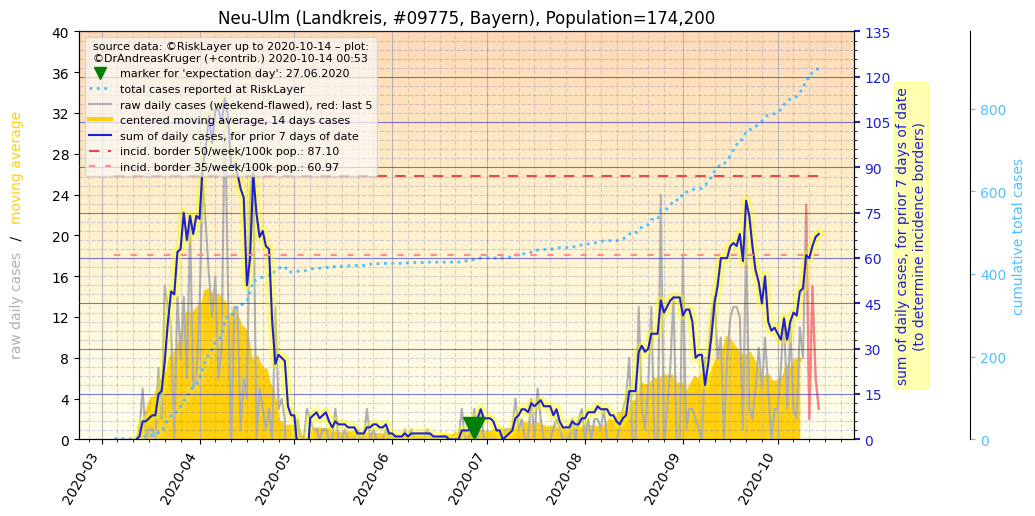 Neu-Ulm (Landkreis, #09775, Bayern), Population=174,200
source data: ©RiskLayer up to 2020-10-14 – plot:
©DrAndreasKruger (+contrib.) 2020-10-14 00:53
marker for 'expectation day': 27.06.2020
total cases reported at RiskLayer
raw daily cases (weekend-flawed), red: last 5
centered moving average, 14 days cases
sum of daily cases, for prior 7 days of date
incid. border 50/week/100k pop.: 87.10
incid. border 35/week/100k pop.: 60.97
raw daily cases / moving average
40
36
32
28
24
20
16
12
8
4
0
135
120
105
90
75
60
45
30
15
0
sum of daily cases, for prior 7 days of date
(to determine incidence borders)
800
600
400
200
0
cumulative total cases
2020-03
2020-04
2020-05
2020-06
2020-07
2020-08
2020-09
2020-10